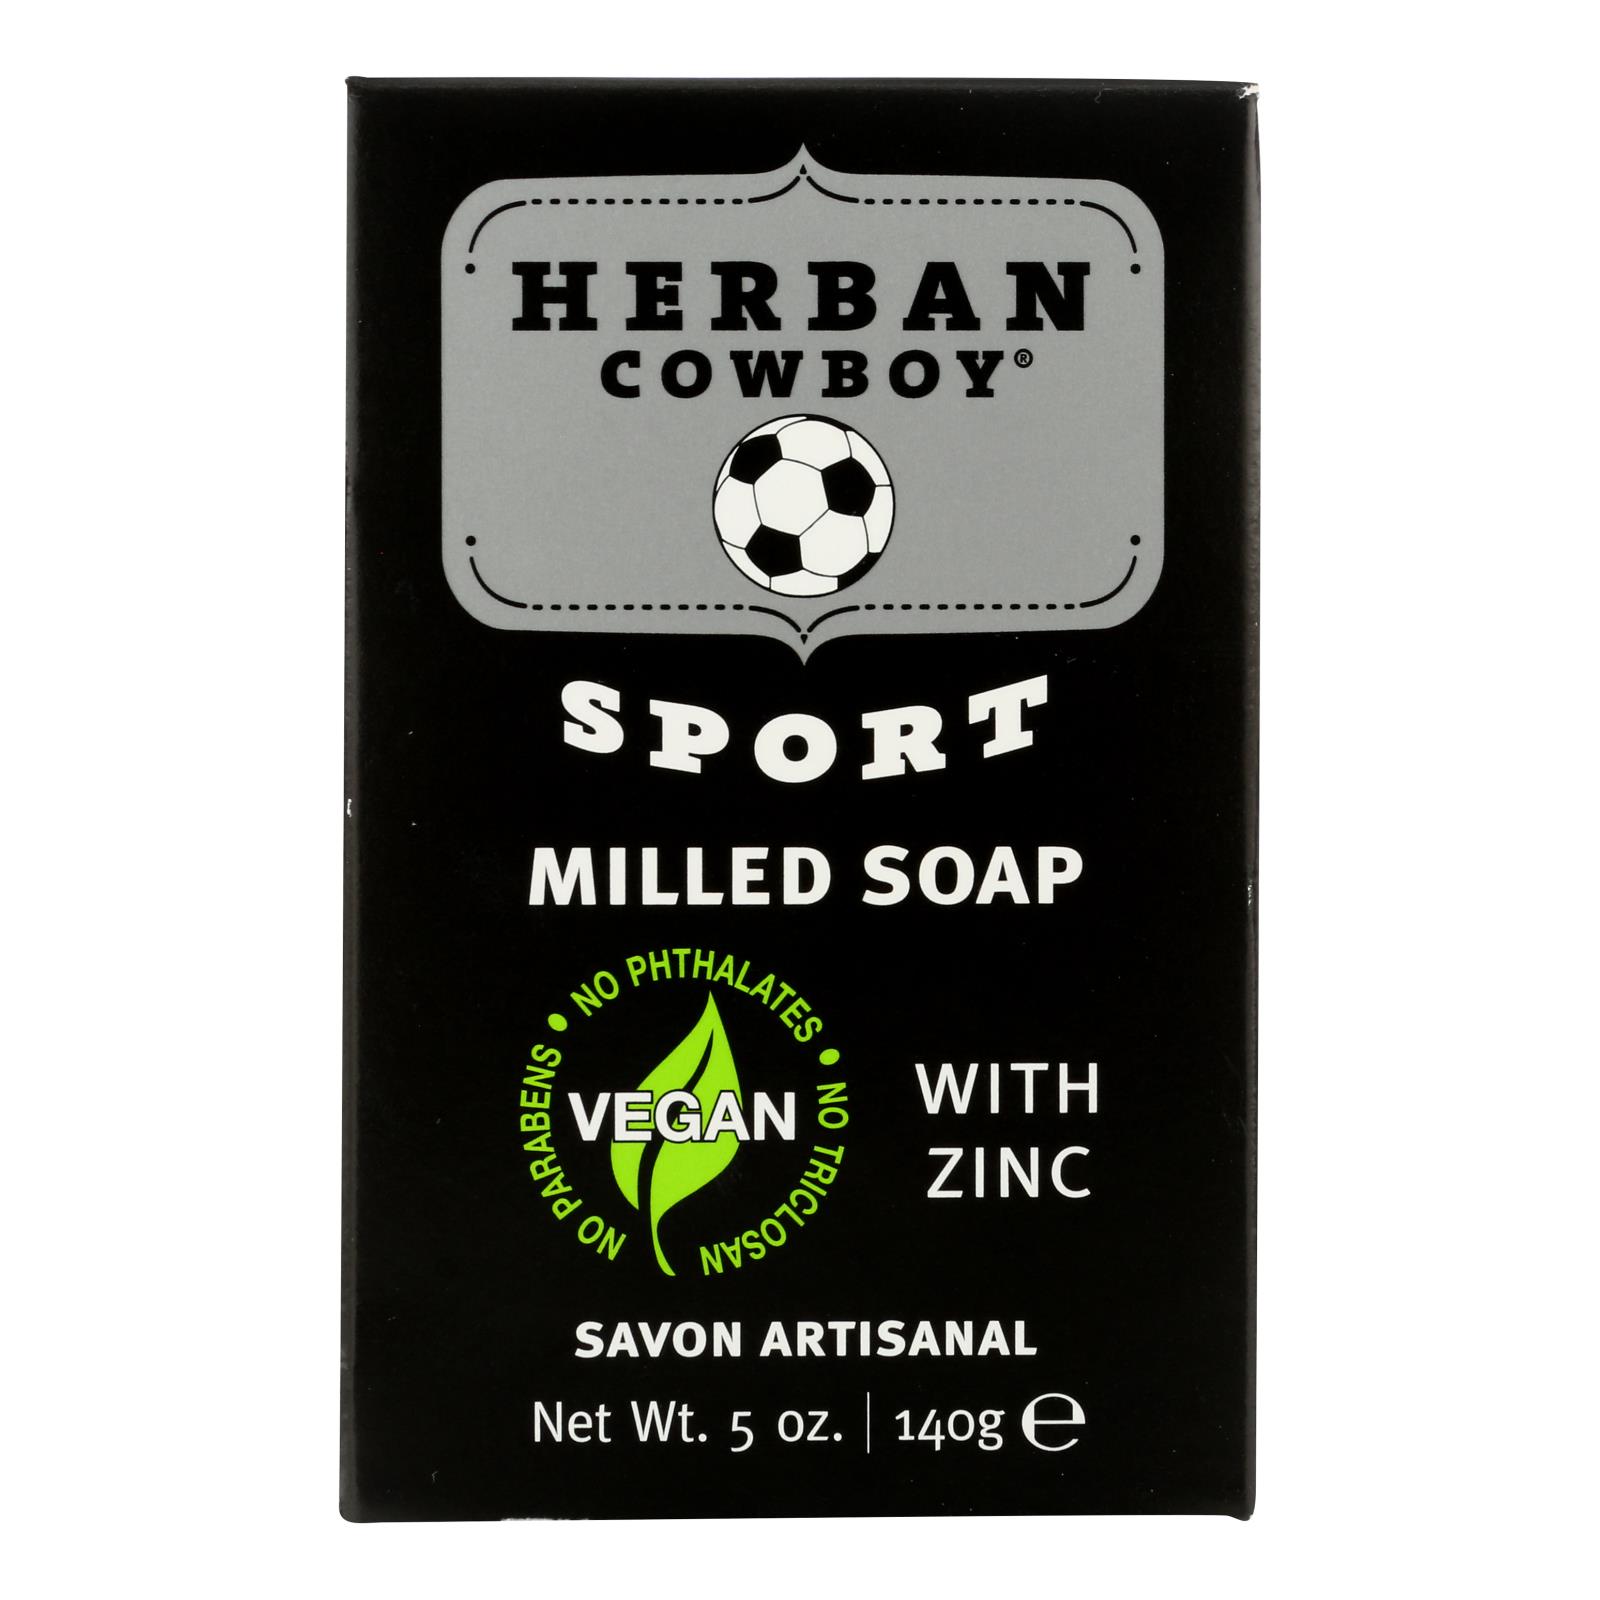 HERBAN
COWBOY®
SPORT
MILLED SOAP
NO PARABENS • NO PHTHALATES • NO TRICLOSAN
VEGAN
WITH
ZINC
SAVON ARTISANAL
Net Wt. 5 oz. | 140g ℮